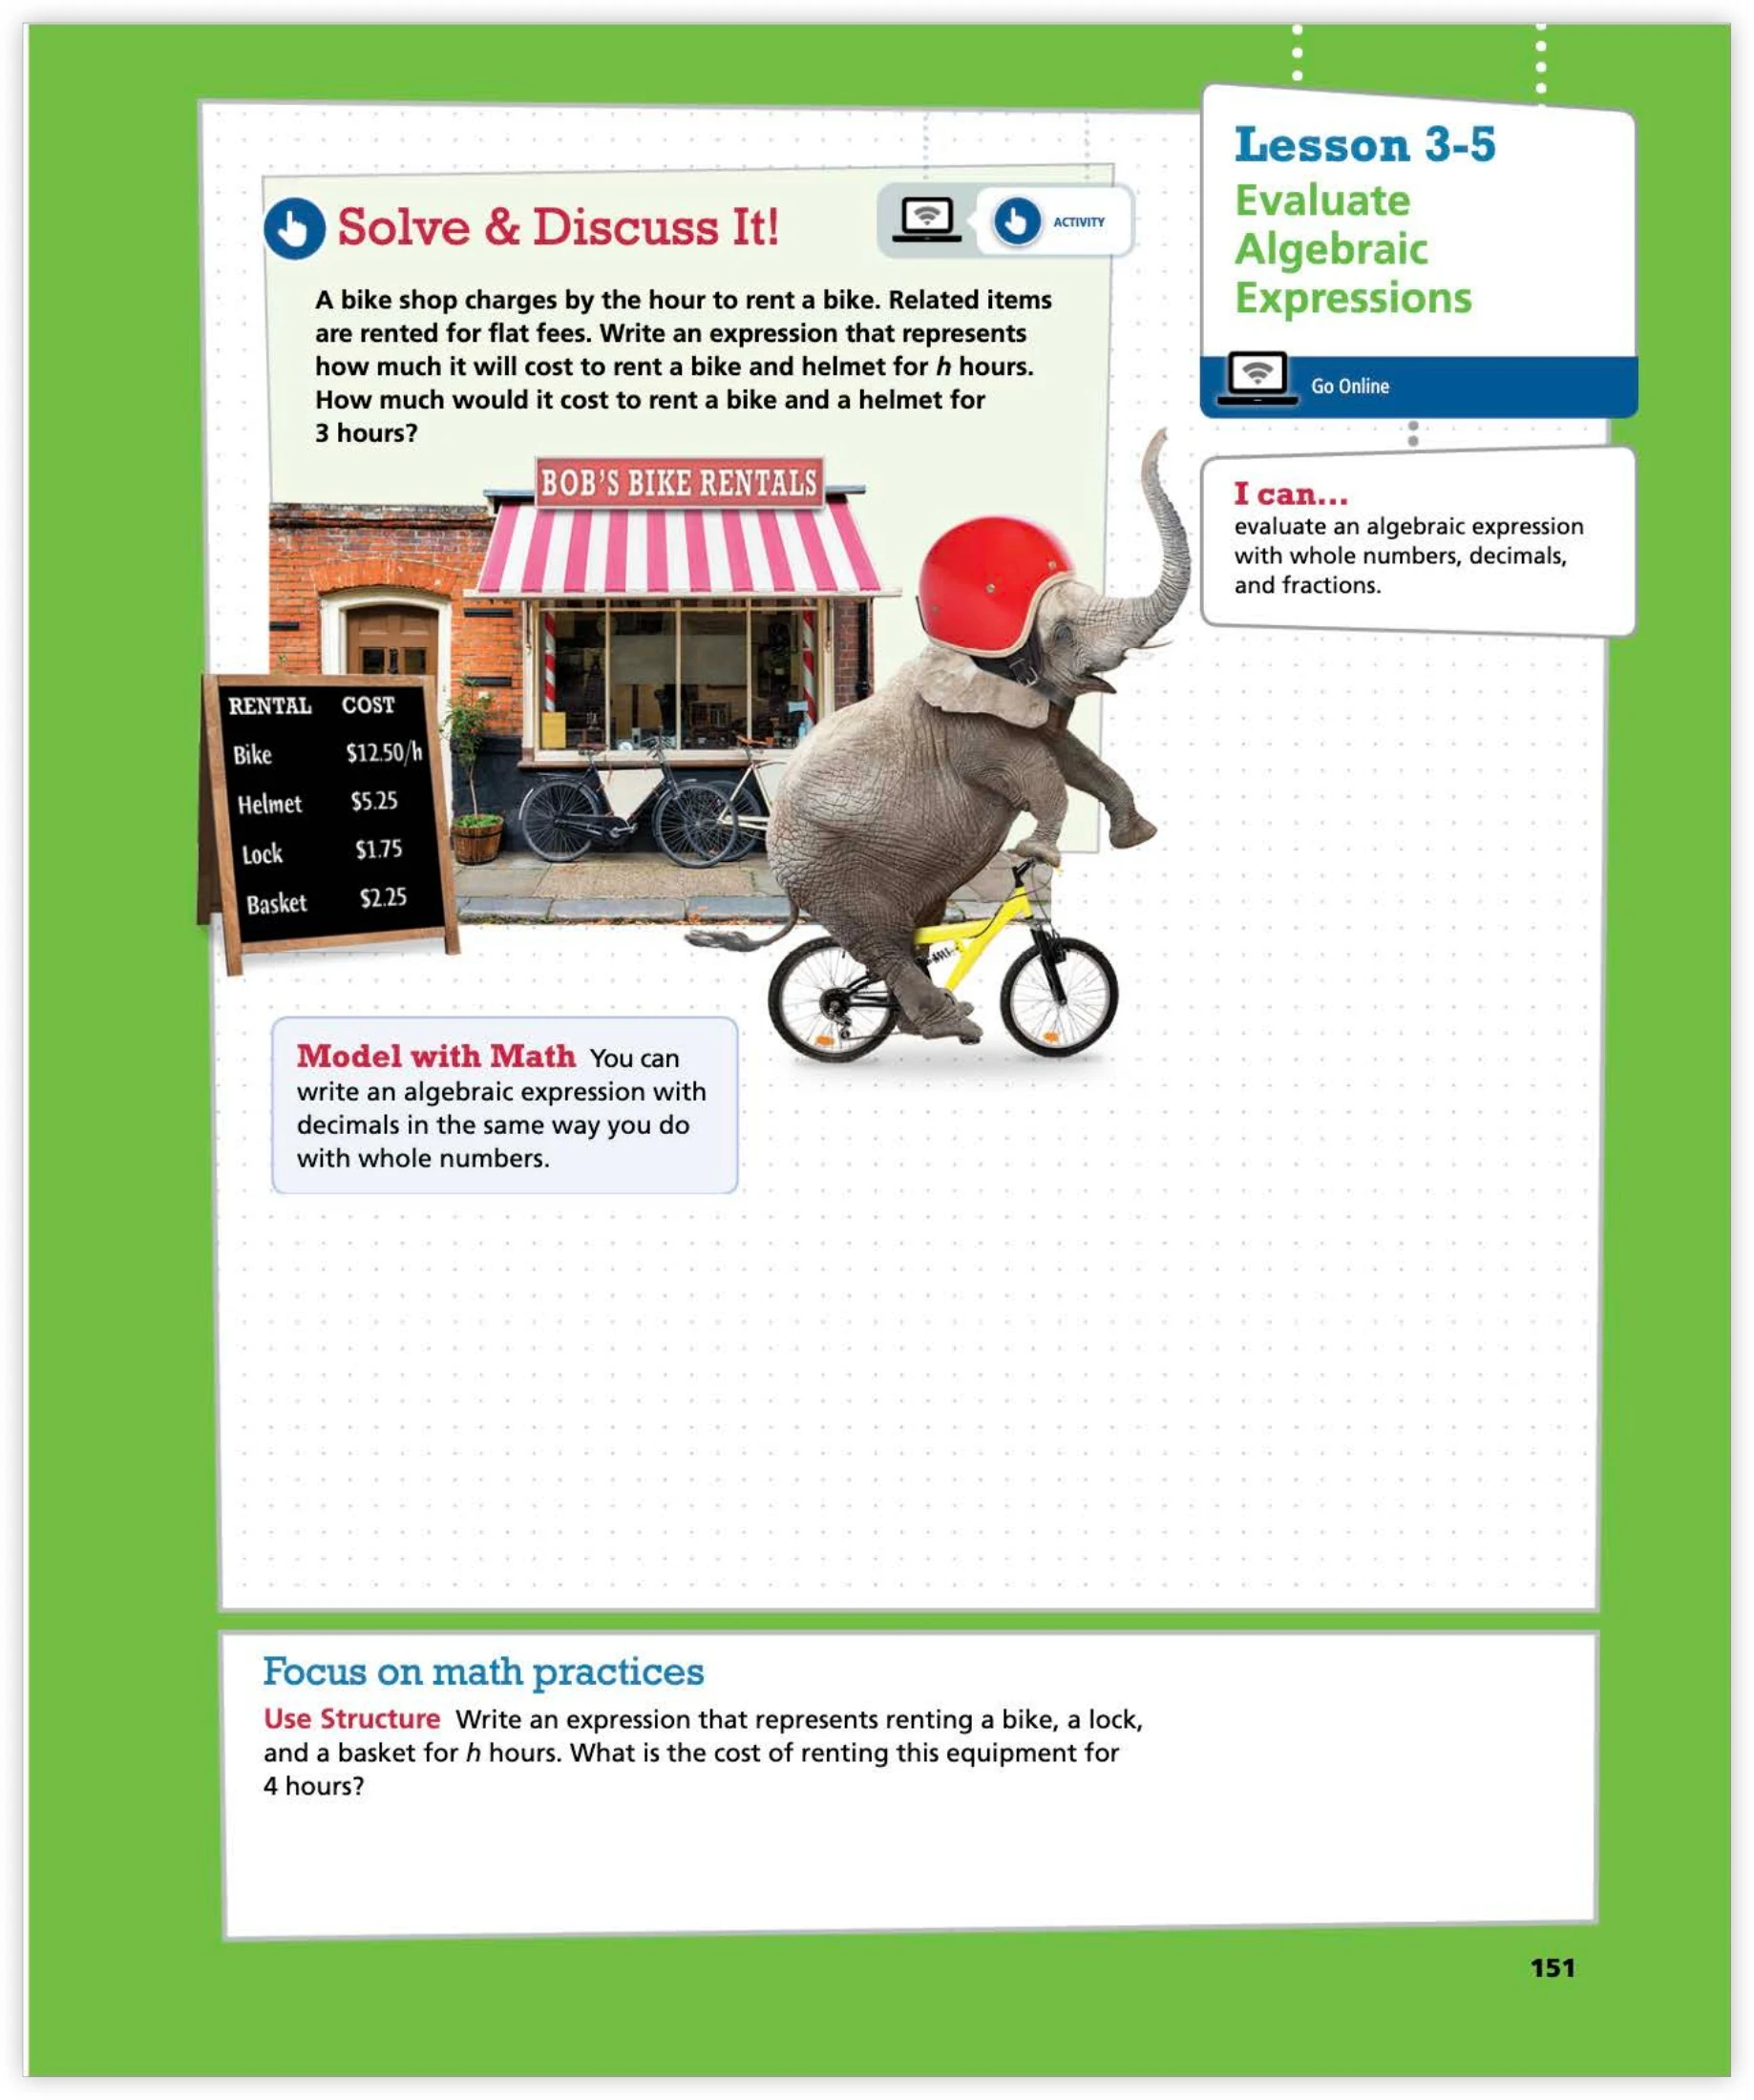 Lesson 3-5
Evaluate
Algebraic
Expressions
Go Online
I can...
evaluate an algebraic expression
with whole numbers, decimals,
and fractions.
Solve & Discuss It!
ACTIVITY
A bike shop charges by the hour to rent a bike. Related items
are rented for flat fees. Write an expression that represents
how much it will cost to rent a bike and helmet for h hours.
How much would it cost to rent a bike and a helmet for
3 hours?
BOB'S BIKE RENTALS
RENTAL COST
Bike $12.50/h
Helmet $5.25
Lock $1.75
Basket $2.25
Model with Math You can
write an algebraic expression with
decimals in the same way you do
with whole numbers.
Focus on math practices
Use Structure Write an expression that represents renting a bike, a lock,
and a basket for h hours. What is the cost of renting this equipment for
4 hours?
151